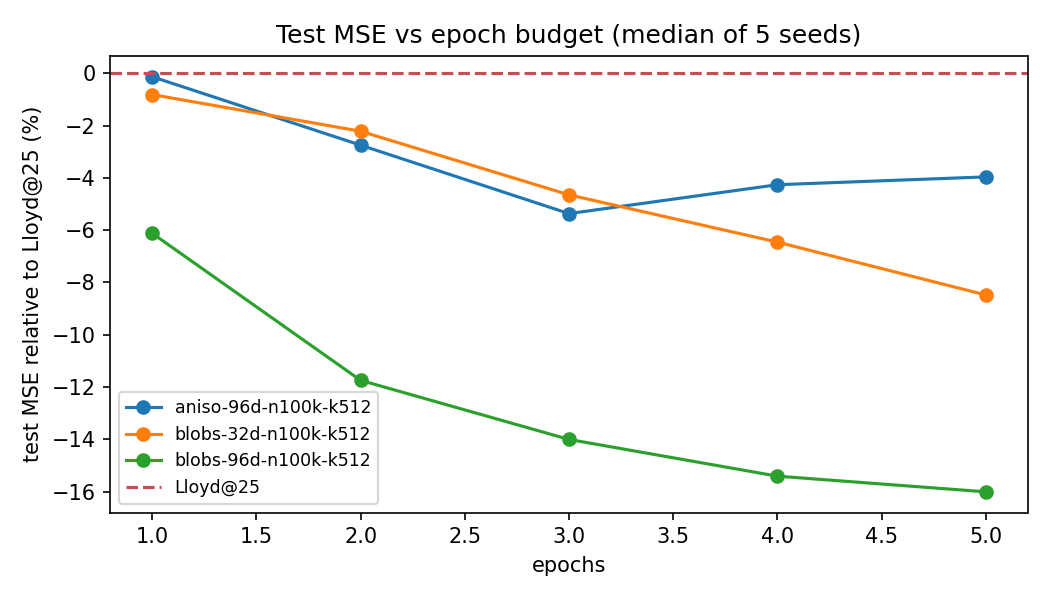 Test MSE vs epoch budget (median of 5 seeds)
test MSE relative to Lloyd@25 (%)
0
−2
−4
−6
−8
−10
−12
−14
−16
aniso-96d-n100k-k512
blobs-32d-n100k-k512
blobs-96d-n100k-k512
Lloyd@25
1.0 1.5 2.0 2.5 3.0 3.5 4.0 4.5 5.0
epochs